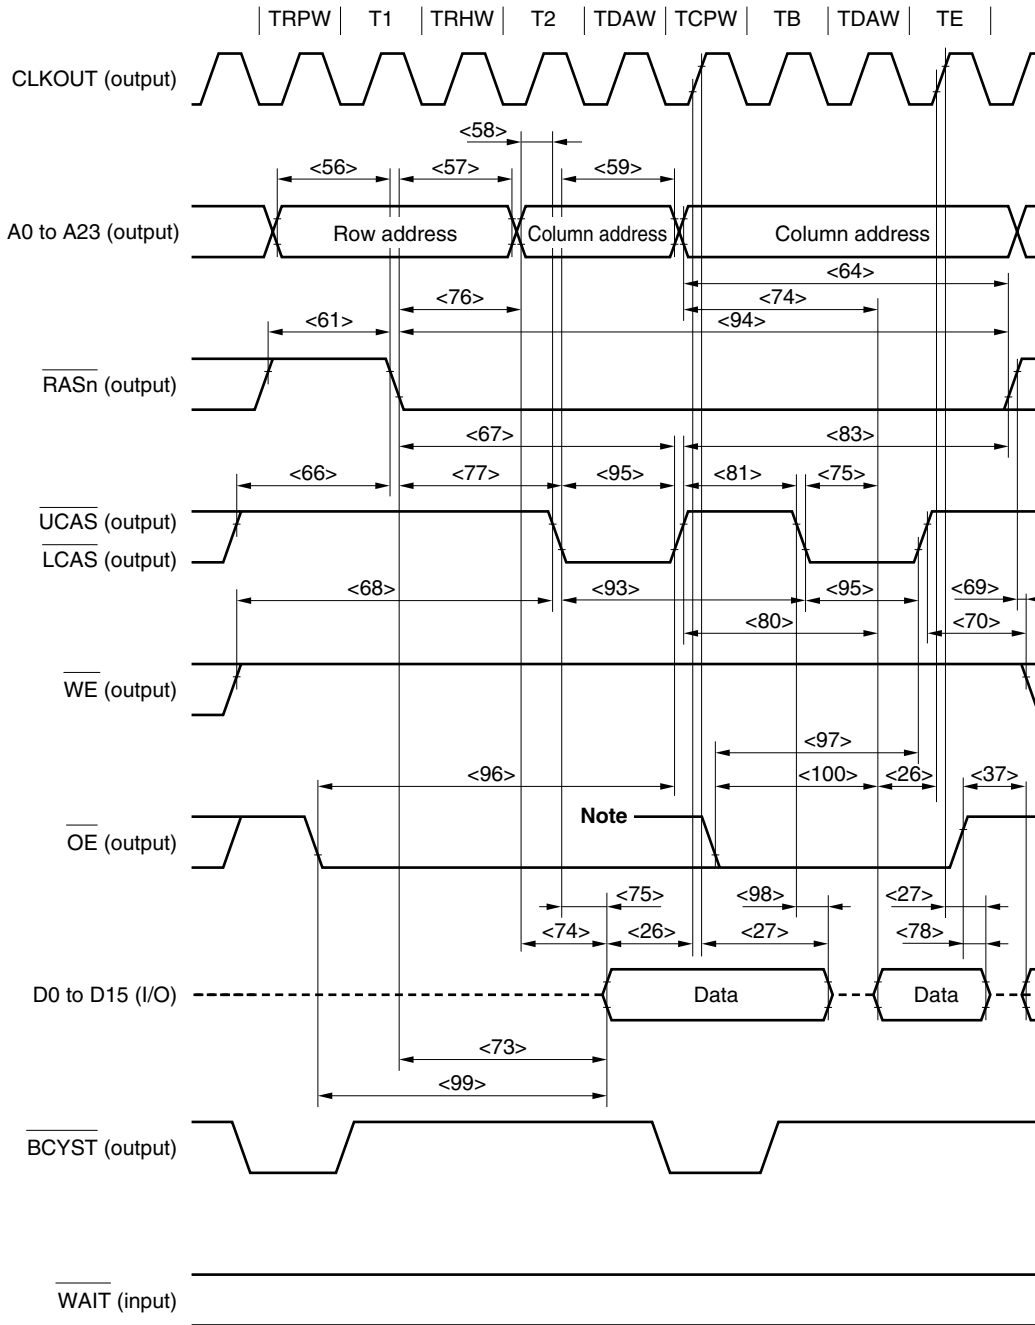 TRPW T1 TRHW T2 TDAW TCPW TB TDAW TE
CLKOUT (output)
<58>
<56> <57> <59>
A0 to A23 (output) Row address Column address Column address
<64>
<76> <74>
<61> <94>
RASn (output)
<67> <83>
<66> <77> <95> <81> <75>
UCAS (output)
LCAS (output)
<68> <93> <95> <69>
<80> <70>
WE (output)
<97>
<96> <100> <26> <37>
Note
OE (output)
<75> <98> <27>
<74> <26> <27> <78>
D0 to D15 (I/O) Data Data
<73>
<99>
BCYST (output)
WAIT (input)